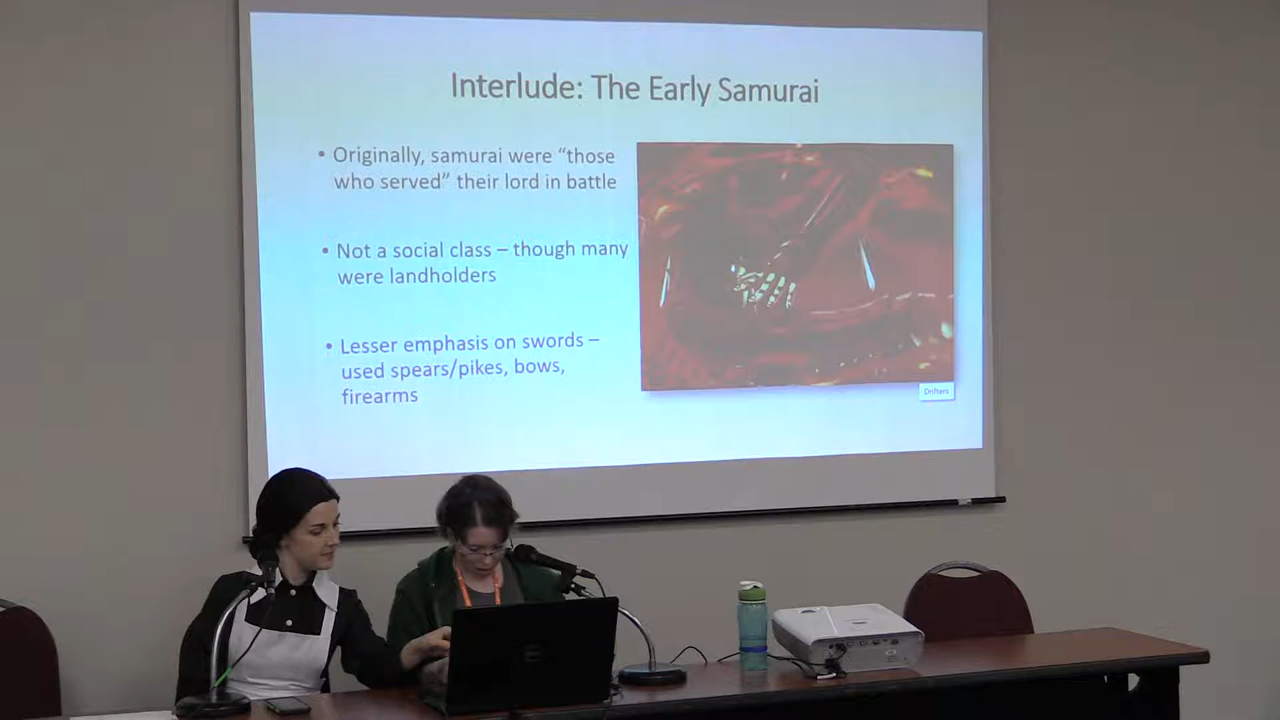 Interlude: The Early Samurai
• Originally, samurai were “those
who served” their lord in battle
• Not a social class – though many
were landholders
• Lesser emphasis on swords –
used spears/pikes, bows,
firearms
Drifters